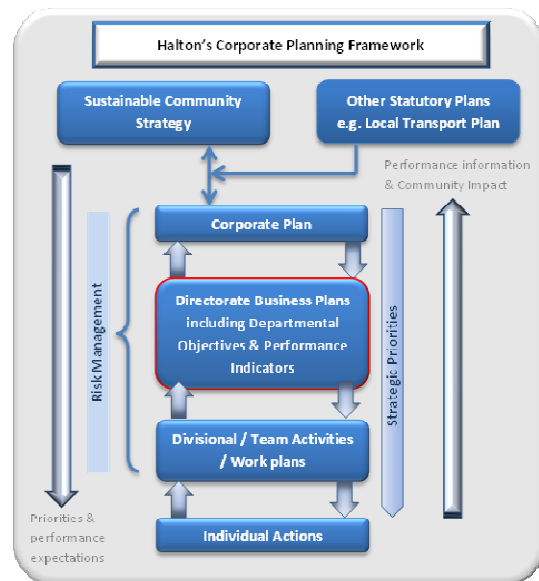 Halton's Corporate Planning Framework
Sustainable Community
Strategy
Other Statutory Plans
e.g. Local Transport Plan
Performance information
& Community Impact
Corporate Plan
Directorate Business Plans
including Departmental
Objectives & Performance
Indicators
Risk Management
Strategic Priorities
Divisional / Team Activities
/ Work plans
Priorities &
performance
expectations
Individual Actions